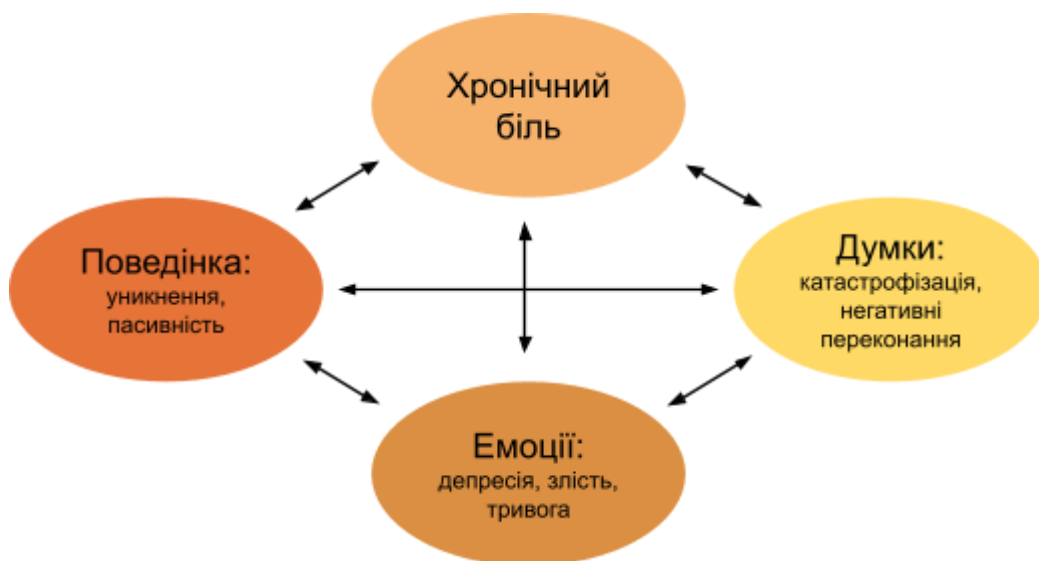 Хронічний
біль
Поведінка:
уникнення,
пасивність
Думки:
катастрофізація,
негативні
переконання
Емоції:
депресія, злість,
тривога